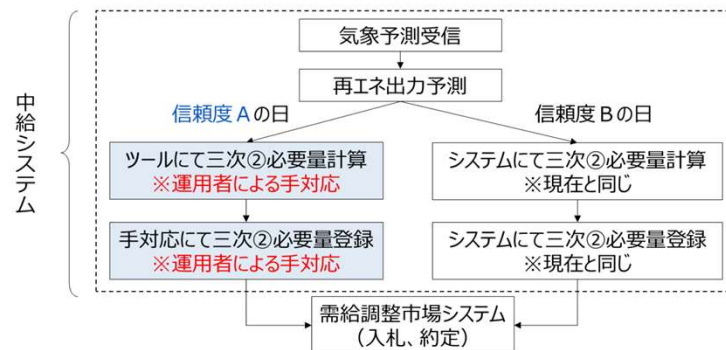 中給システム
気象予測受信
再エネ出力予測
信頼度Aの日
信頼度Bの日
ツールにて三次②必要量計算
※運用者による手対応
システムにて三次②必要量計算
※現在と同じ
手対応にて三次②必要量登録
※運用者による手対応
システムにて三次②必要量登録
※現在と同じ
需給調整市場システム
（入札、約定）